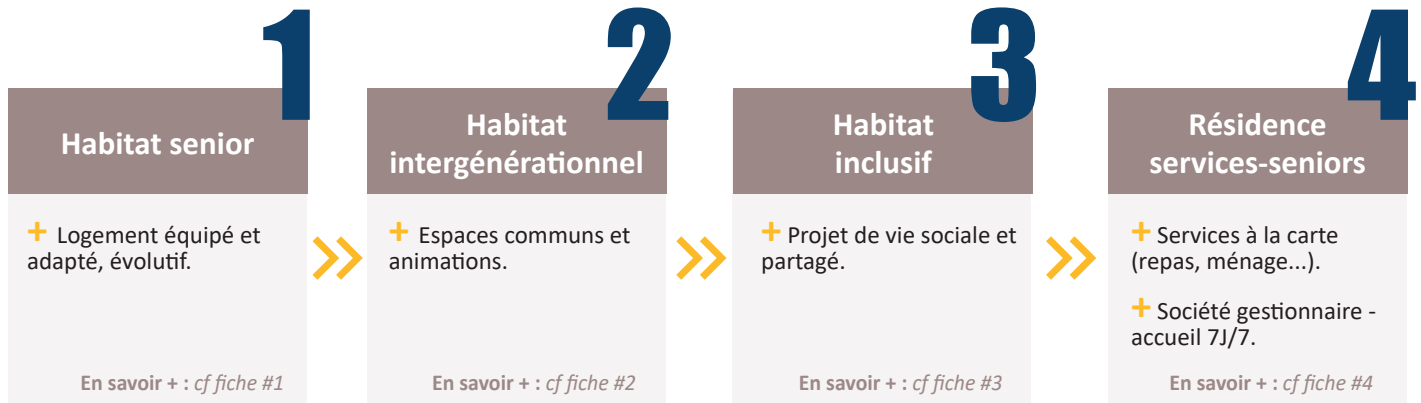 1
Habitat senior
+ Logement équipé et
adapté, évolutif.
En savoir + : cf fiche #1
2
Habitat
intergénérationnel
+ Espaces communs et
animations.
En savoir + : cf fiche #2
3
Habitat
inclusif
+ Projet de vie sociale et
partagé.
En savoir + : cf fiche #3
4
Résidence
services-seniors
+ Services à la carte
(repas, ménage...).
+ Société gestionnaire -
accueil 7J/7.
En savoir + : cf fiche #4